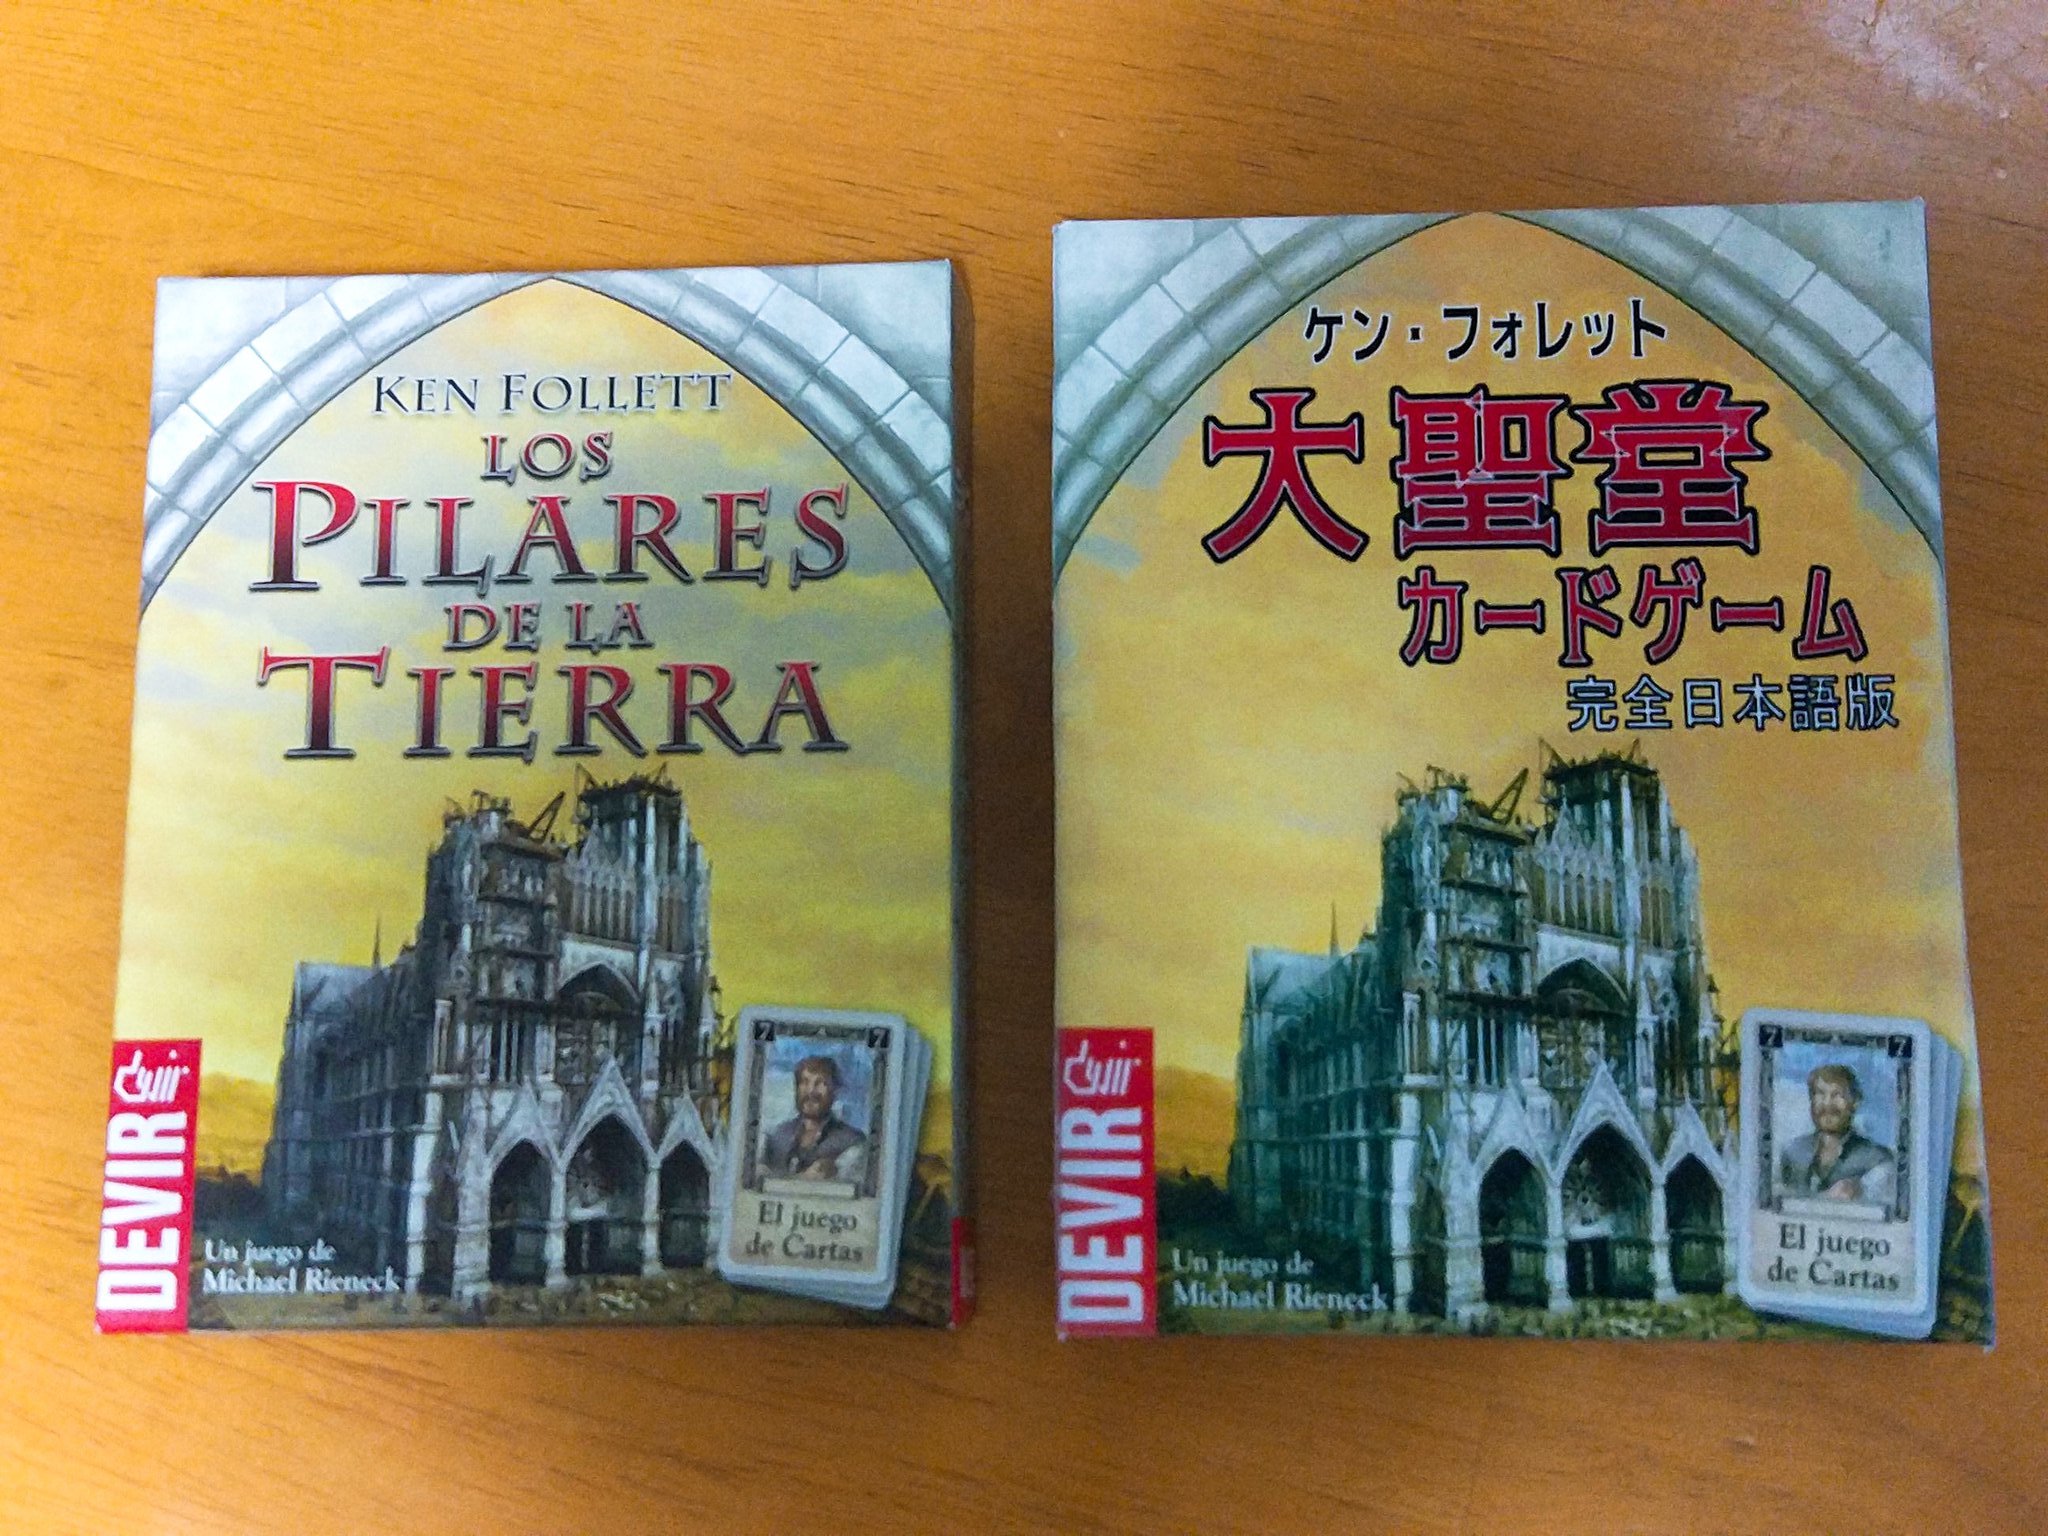 KEN FOLLETT
LOS
PILARES
DE LA
TIERRA
DEVIR
Un juego de
Michael Rieneck
7 7
El juego
de Cartas
ケン・フォレット
大聖堂
カードゲーム
完全日本語版
DEVIR
Un juego de
Michael Rieneck
7 7
El juego
de Cartas